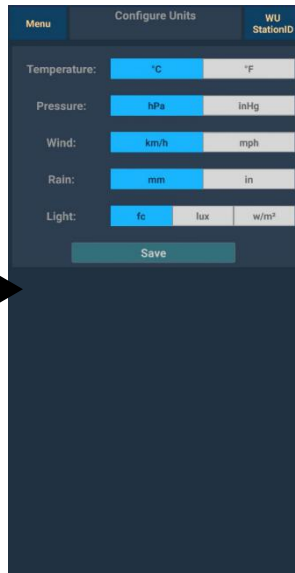 Menu
Configure Units
WU
StationID
Temperature: °C °F
Pressure: hPa inHg
Wind: km/h mph
Rain: mm in
Light: fc lux w/m²
Save